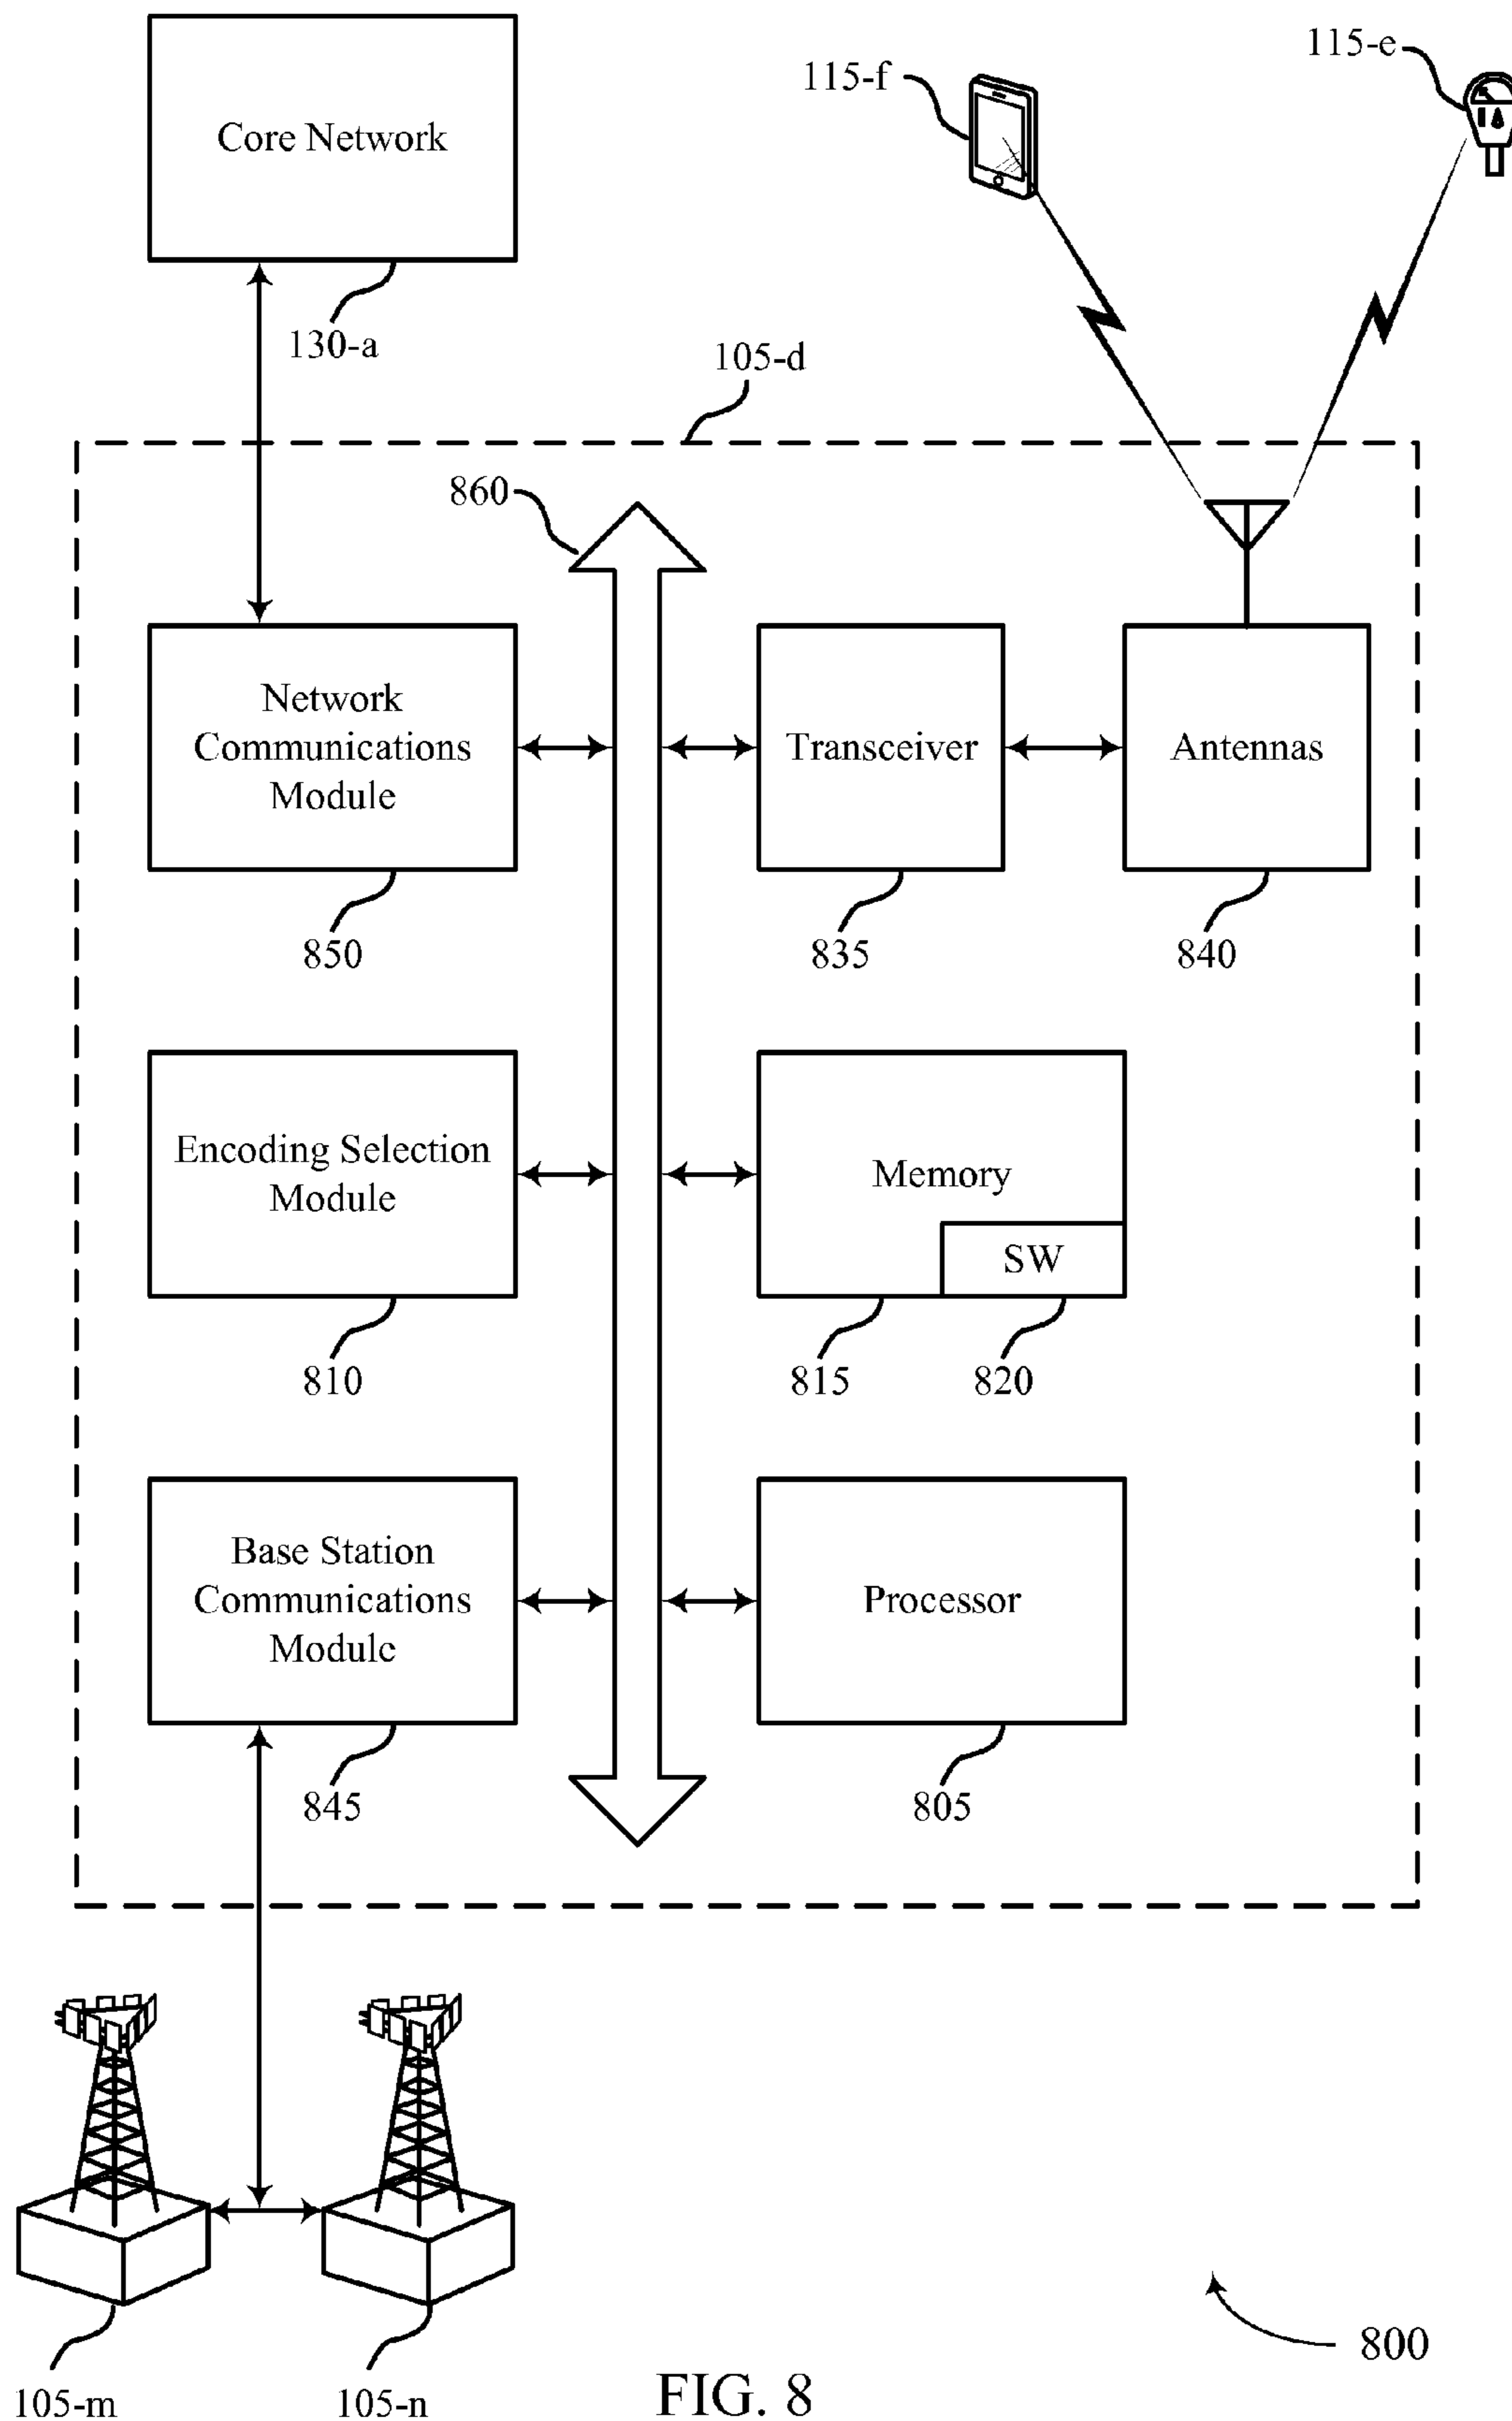 Core Network
130-a
115-f
115-e
105-d
860
Network
Communications
Module
850
Transceiver
835
Antennas
840
Encoding Selection
Module
810
Memory
SW
815
820
Base Station
Communications
Module
845
Processor
805
105-m
105-n
800
FIG. 8